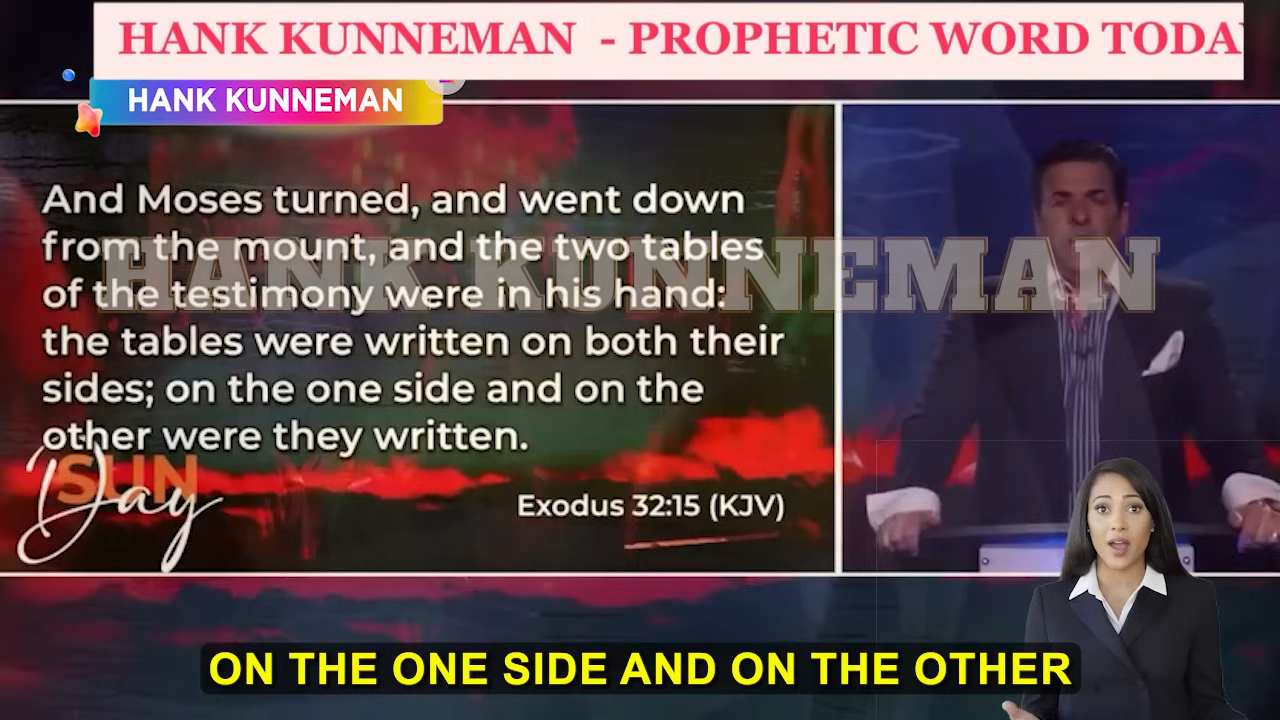 HANK KUNNEMAN - PROPHETIC WORD TODA
HANK KUNNEMAN
And Moses turned, and went down
from the mount, and the two tables
of the testimony were in his hand:
the tables were written on both their
sides; on the one side and on the
other were they written.
HANK KUNNEMAN
SUN
Day
Exodus 32:15 (KJV)
ON THE ONE SIDE AND ON THE OTHER